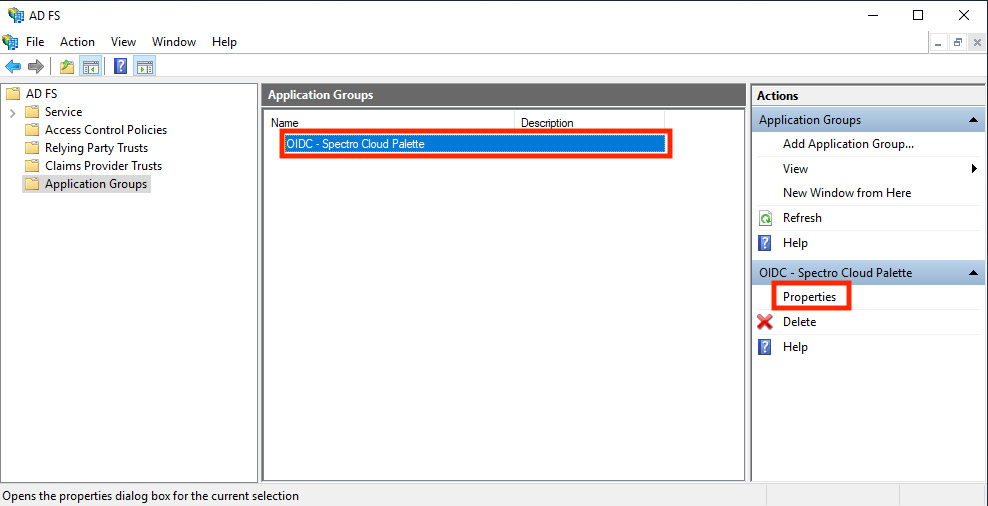 AD FS
File Action View Window Help
AD FS
Service
Access Control Policies
Relying Party Trusts
Claims Provider Trusts
Application Groups
Application Groups
Name Description
OIDC - Spectro Cloud Palette
Actions
Application Groups
Add Application Group...
View
New Window from Here
Refresh
Help
OIDC - Spectro Cloud Palette
Properties
Delete
Help
Opens the properties dialog box for the current selection